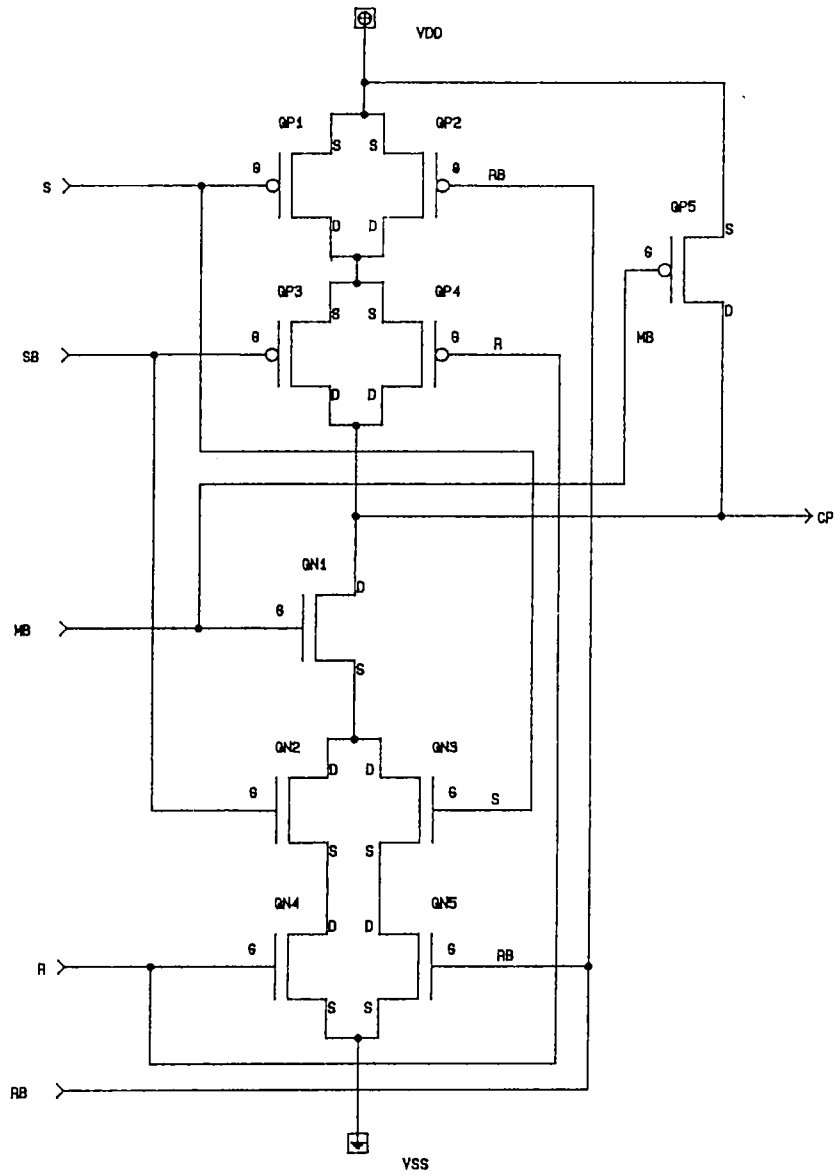 VDD
QP1 QP2
S S
S G G RB
QP5
D D
S
G
QP3 QP4
S S
D
SB G G R
MB
D D
CP
QN1
D
G
MB
S
QN2 QN3
D D
G G S
S S
QN4 QN5
D D
R G G RB
S S
RB
VSS